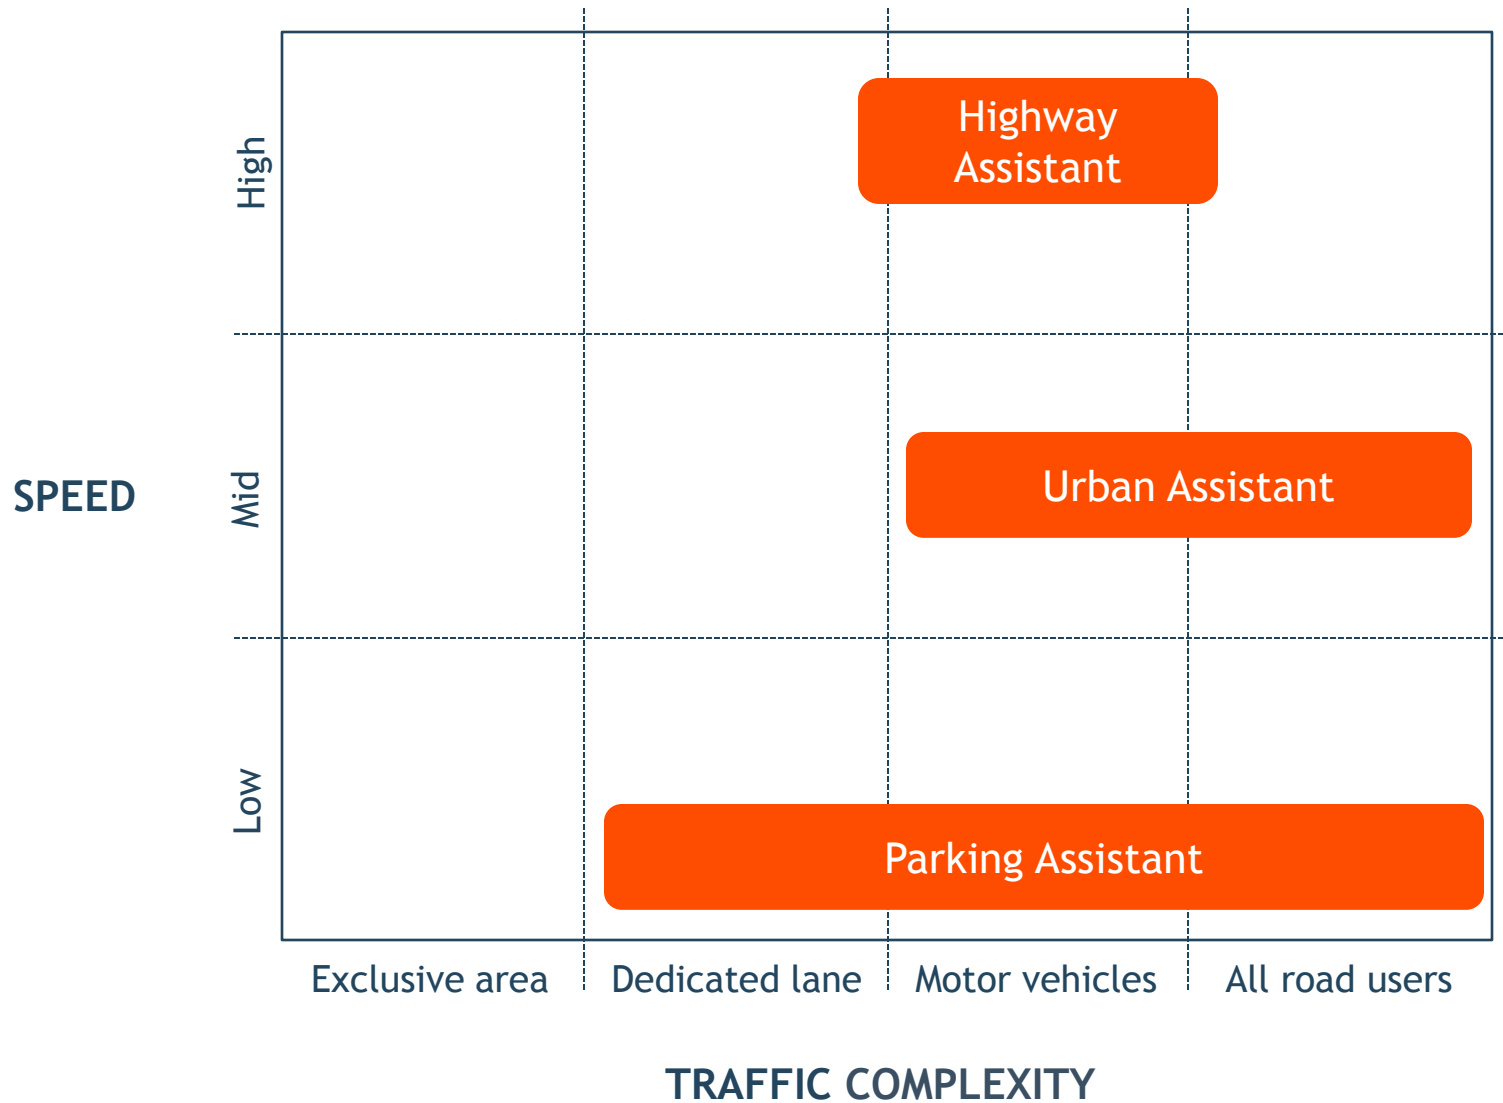 High
Highway
Assistant
SPEED
Mid
Urban Assistant
Low
Parking Assistant
Exclusive area
Dedicated lane
Motor vehicles
All road users
TRAFFIC COMPLEXITY